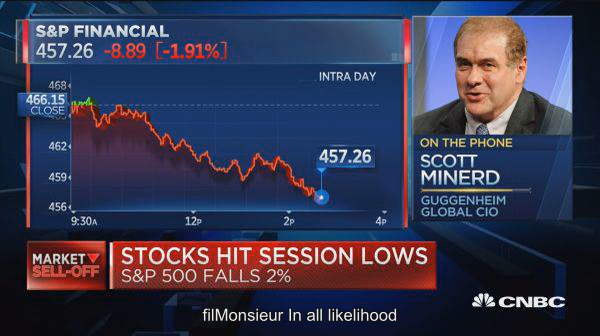 S&P FINANCIAL
457.26 -8.89 [-1.91%]
INTRA DAY
468
466.15
CLOSE
465
462
459
456
457.26
9:30A 12P 2P 4P
ON THE PHONE
SCOTT
MINERD
GUGGENHEIM
GLOBAL CIO
MARKET
SELL-OFF
STOCKS HIT SESSION LOWS
S&P 500 FALLS 2%
CNBC
filMonsieur In all likelihood